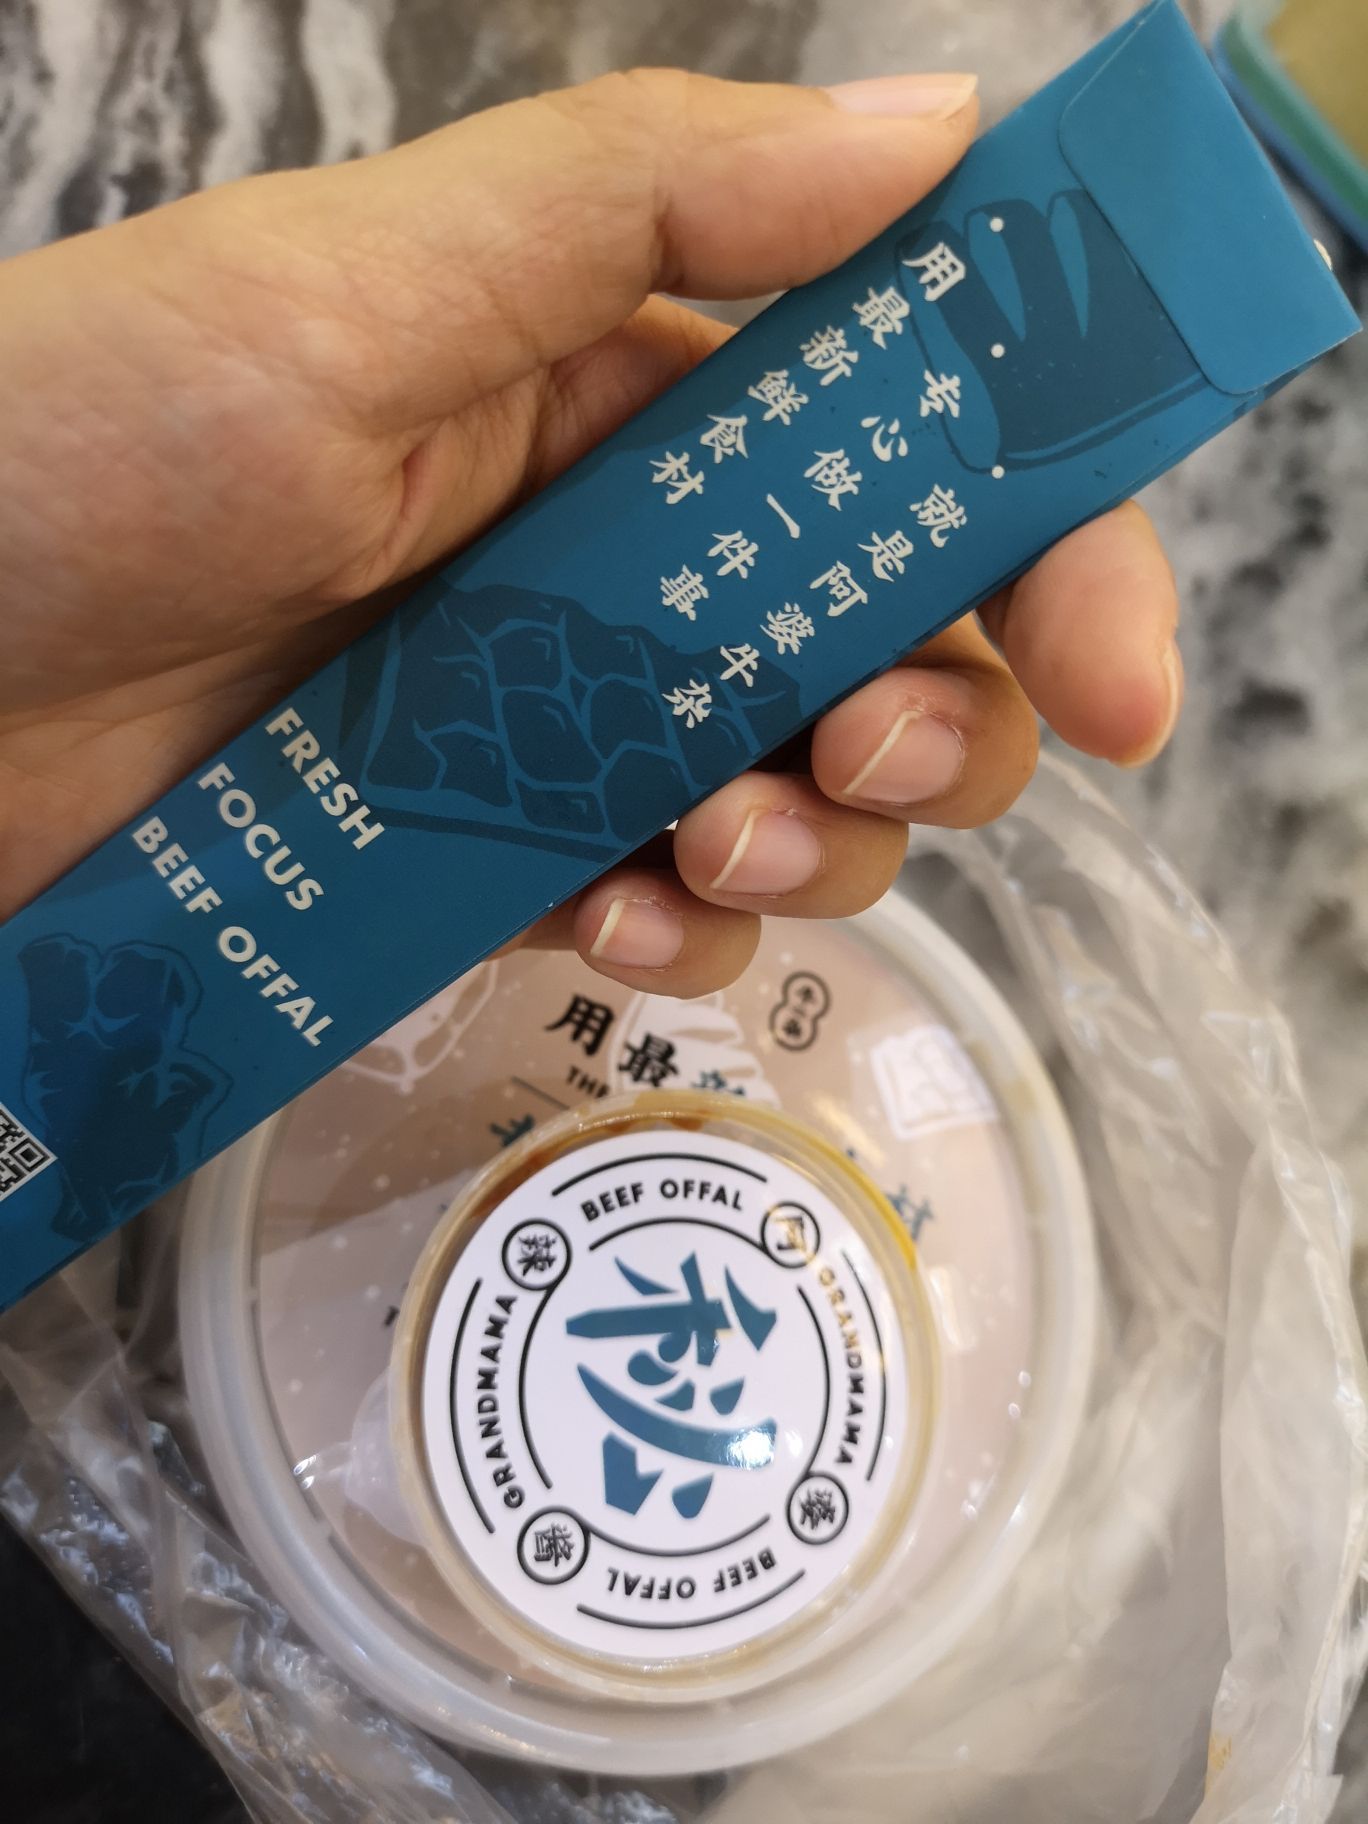 用最新鲜食材
专心做一件事
就是阿婆牛杂
FRESH
FOCUS
BEEF OFFAL
用最
BEEF OFFAL
阿
GRANDMAMA
婆
BEEF OFFAL
酱
GRANDMAMA
辣
秘
材